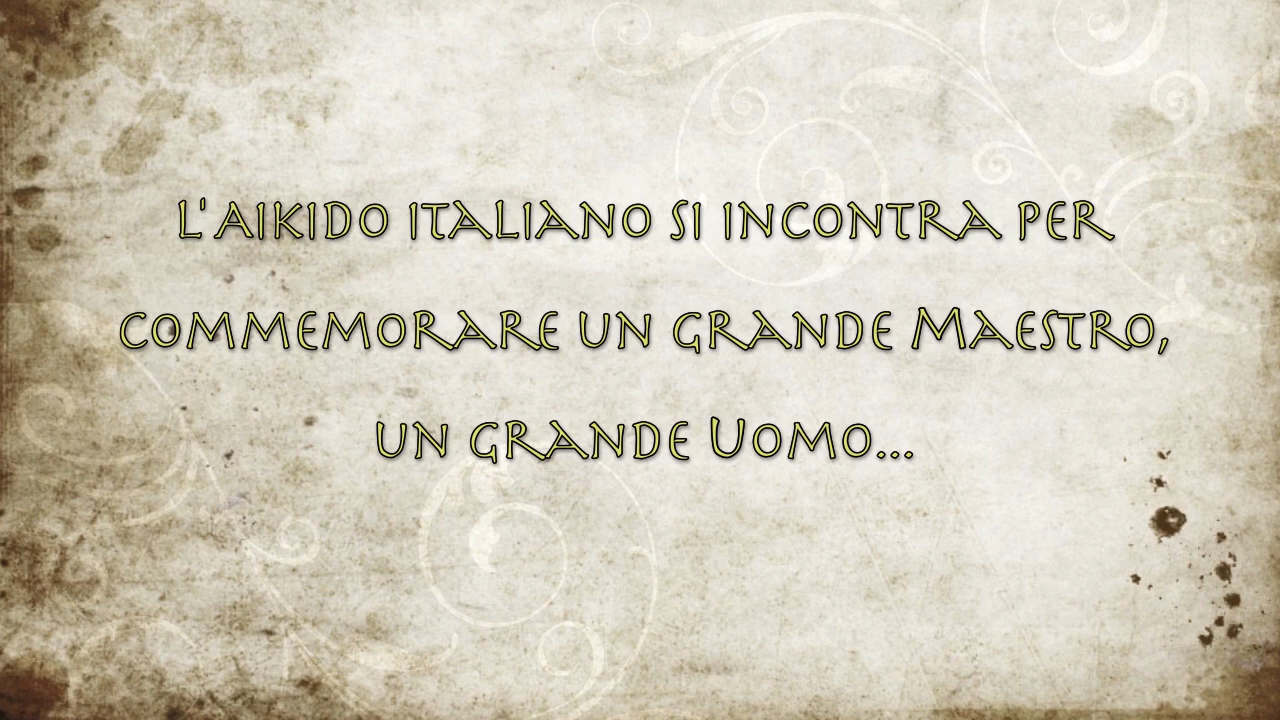 L'Aikido italiano si incontra per
commemorare un grande Maestro,
un grande Uomo...